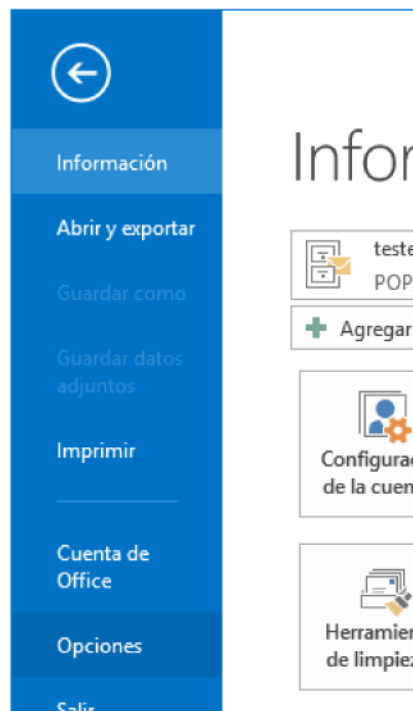 Información
Abrir y exportar
Guardar como
Guardar datos
adjuntos
Imprimir
Cuenta de
Office
Opciones
Salir
Infor
teste
POP
Agregar
Configurac
de la cuen
Herramien
de limpiez